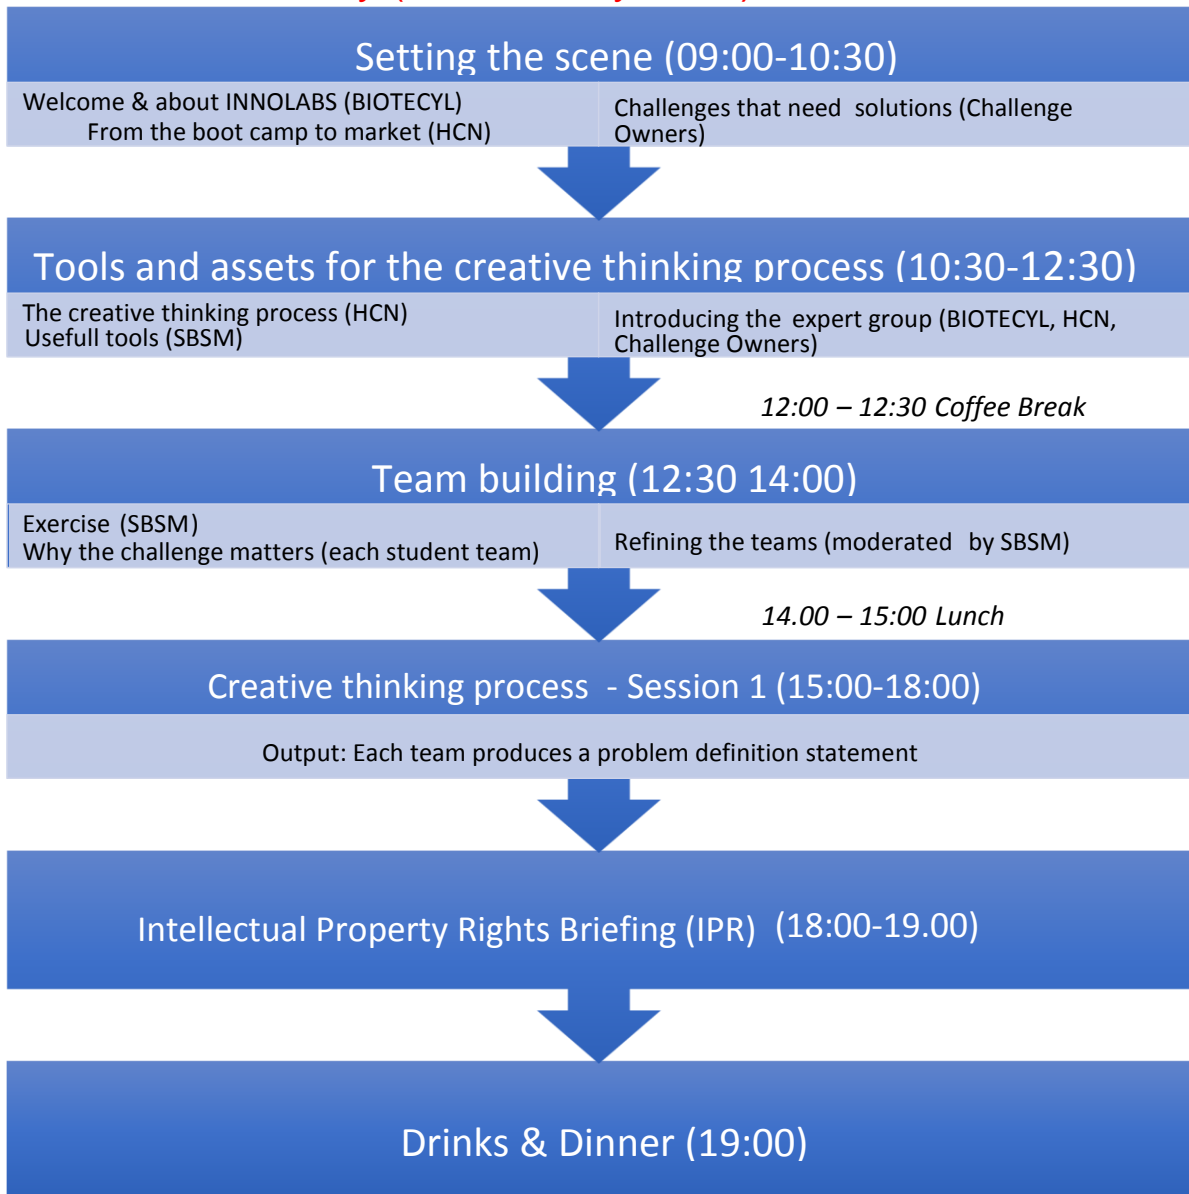 Setting the scene (09:00-10:30)
Welcome & about INNOLABS (BIOTECYL)
From the boot camp to market (HCN)
Challenges that need solutions (Challenge
Owners)
Tools and assets for the creative thinking process (10:30-12:30)
The creative thinking process (HCN)
Usefull tools (SBSM)
Introducing the expert group (BIOTECYL, HCN,
Challenge Owners)
12:00 – 12:30 Coffee Break
Team building (12:30 14:00)
Exercise (SBSM)
Why the challenge matters (each student team)
Refining the teams (moderated by SBSM)
14.00 – 15:00 Lunch
Creative thinking process - Session 1 (15:00-18:00)
Output: Each team produces a problem definition statement
Intellectual Property Rights Briefing (IPR) (18:00-19.00)
Drinks & Dinner (19:00)